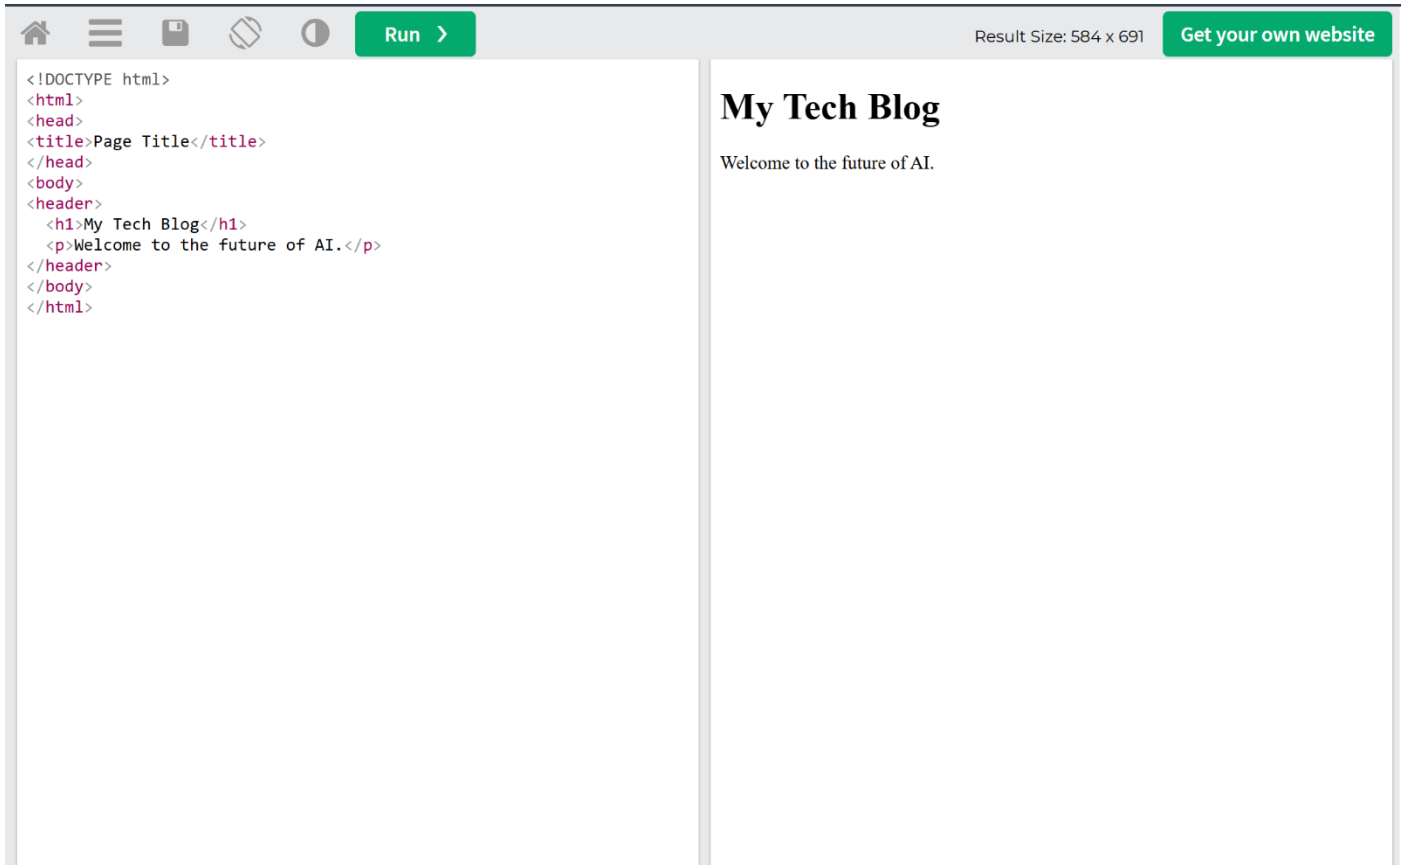 Run ❯
Result Size: 584 x 691
Get your own website
<!DOCTYPE html>
<html>
<head>
<title>Page Title</title>
</head>
<body>
<header>
  <h1>My Tech Blog</h1>
  <p>Welcome to the future of AI.</p>
</header>
</body>
</html>
My Tech Blog
Welcome to the future of AI.